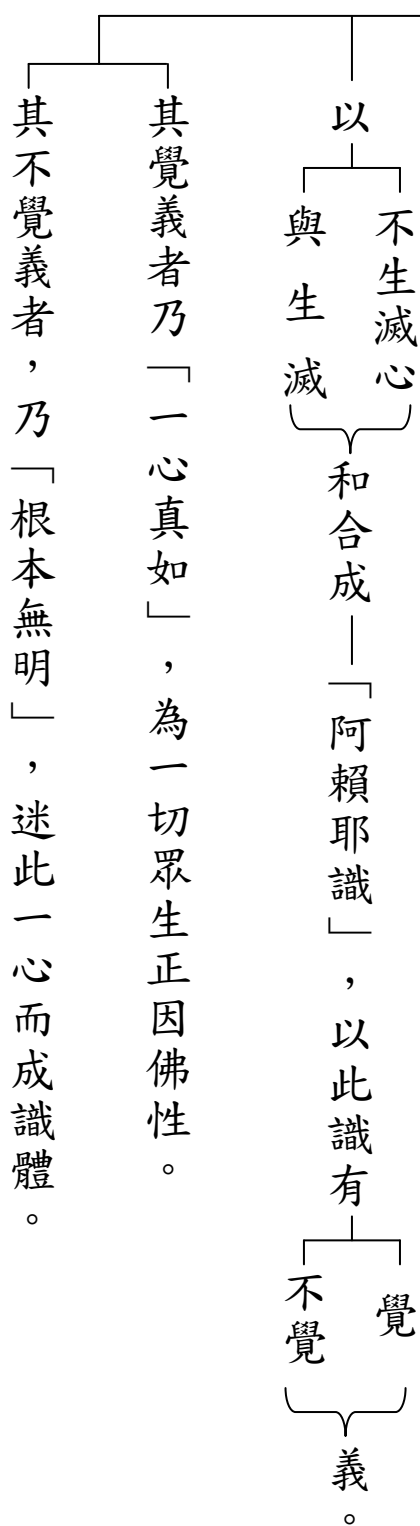 以
不生滅心
與生滅
和合成
「阿賴耶識」，以此識有
覺
不覺
義。
其覺義者乃「一心真如」，為一切眾生正因佛性。
其不覺義者，乃「根本無明」，迷此一心而成識體。